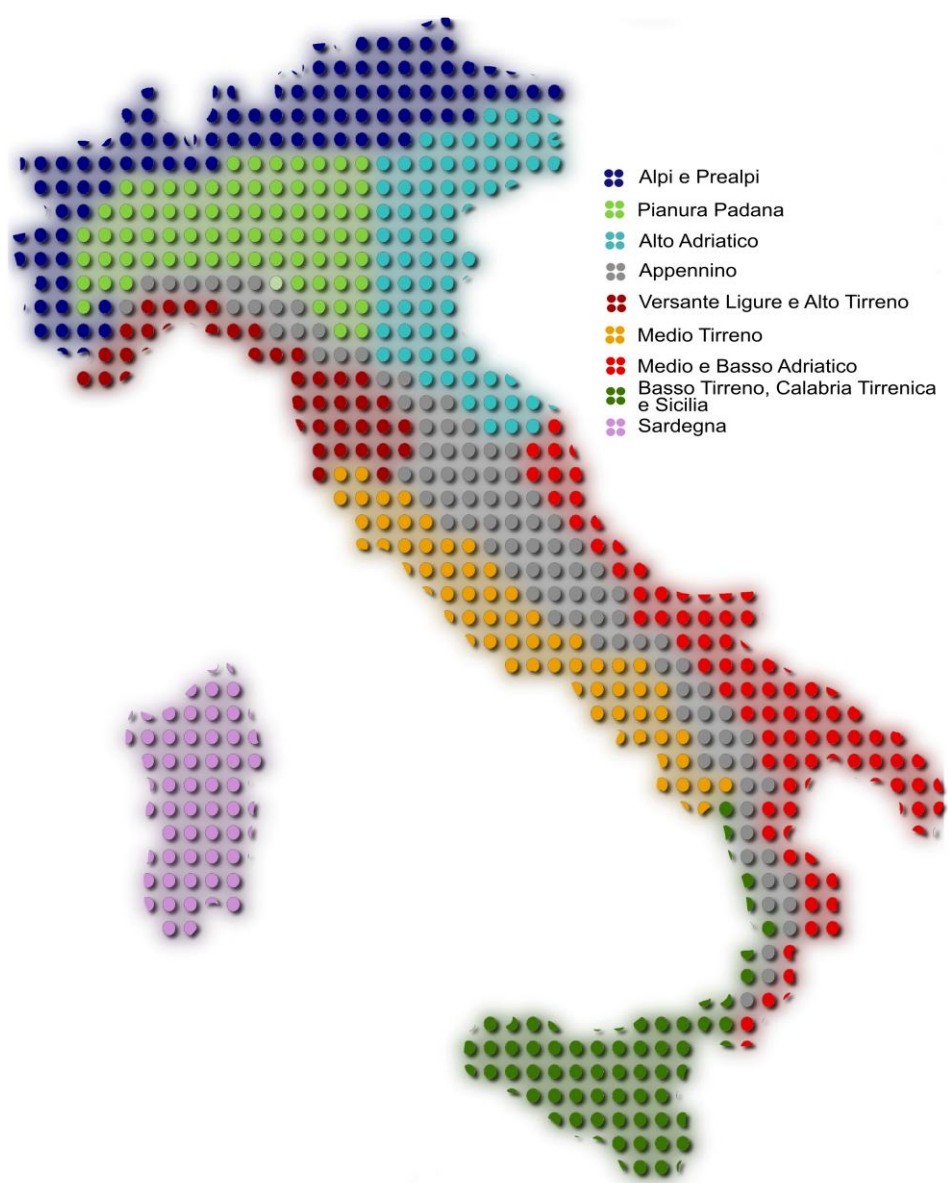 Alpi e Prealpi
Pianura Padana
Alto Adriatico
Appennino
Versante Ligure e Alto Tirreno
Medio Tirreno
Medio e Basso Adriatico
Basso Tirreno, Calabria Tirrenica
e Sicilia
Sardegna